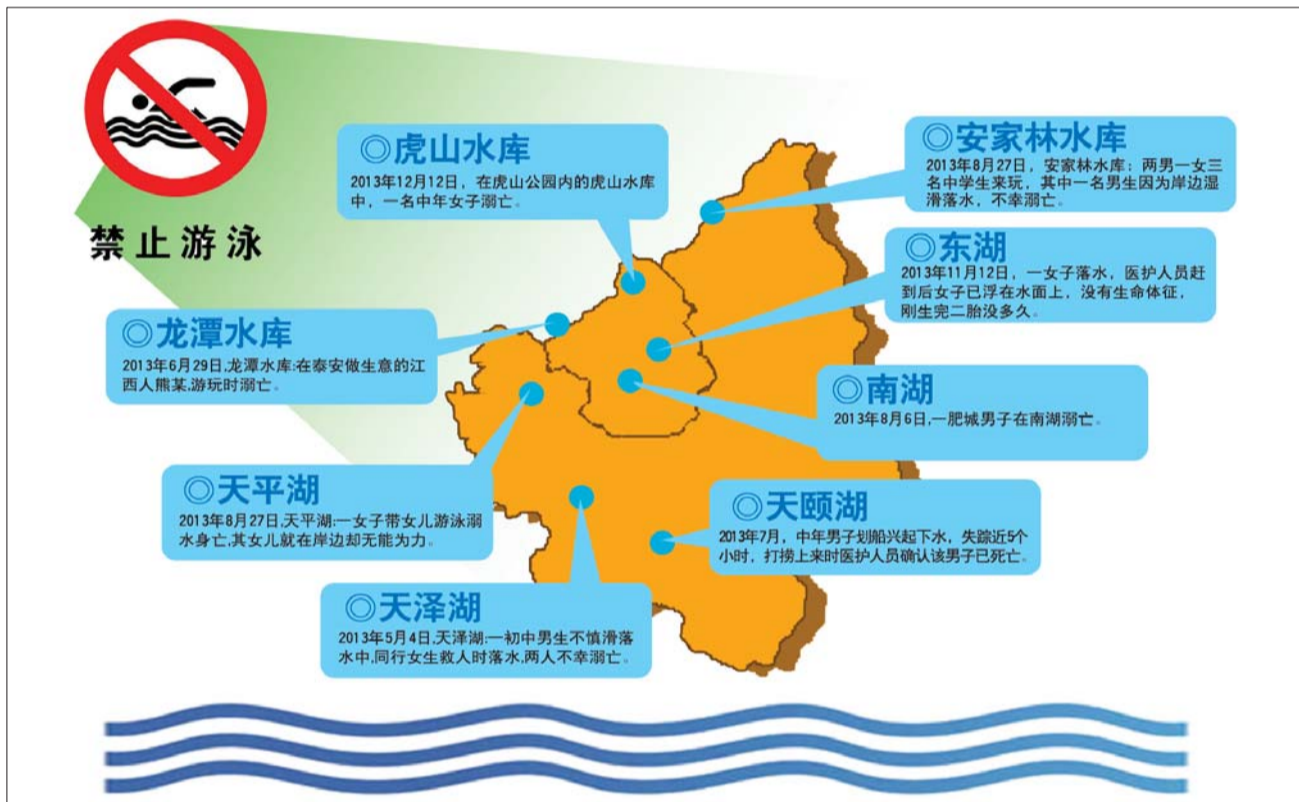 禁止游泳
◎虎山水库
2013年12月12日，在虎山公园内的虎山水库
中，一名中年女子溺亡。
◎安家林水库
2013年8月27日，安家林水库：两男一女三
名中学生来玩，其中一名男生因为岸边湿
滑落水，不幸溺亡。
◎东湖
2013年11月12日，一女子落水，医护人员赶
到后女子已浮在水面上，没有生命体征，
刚生完二胎没多久。
◎龙潭水库
2013年6月29日,龙潭水库:在泰安做生意的江
西人熊某,游玩时溺亡。
◎南湖
2013年8月6日,一肥城男子在南湖溺亡。
◎天平湖
2013年8月27日,天平湖:一女子带女儿游泳溺
水身亡,其女儿就在岸边却无能为力。
◎天颐湖
2013年7月，中年男子划船兴起下水，失踪近5个
小时，打捞上来时医护人员确认该男子已死亡。
◎天泽湖
2013年5月4日,天泽湖:一初中男生不慎滑落
水中,同行女生救人时落水,两人不幸溺亡。